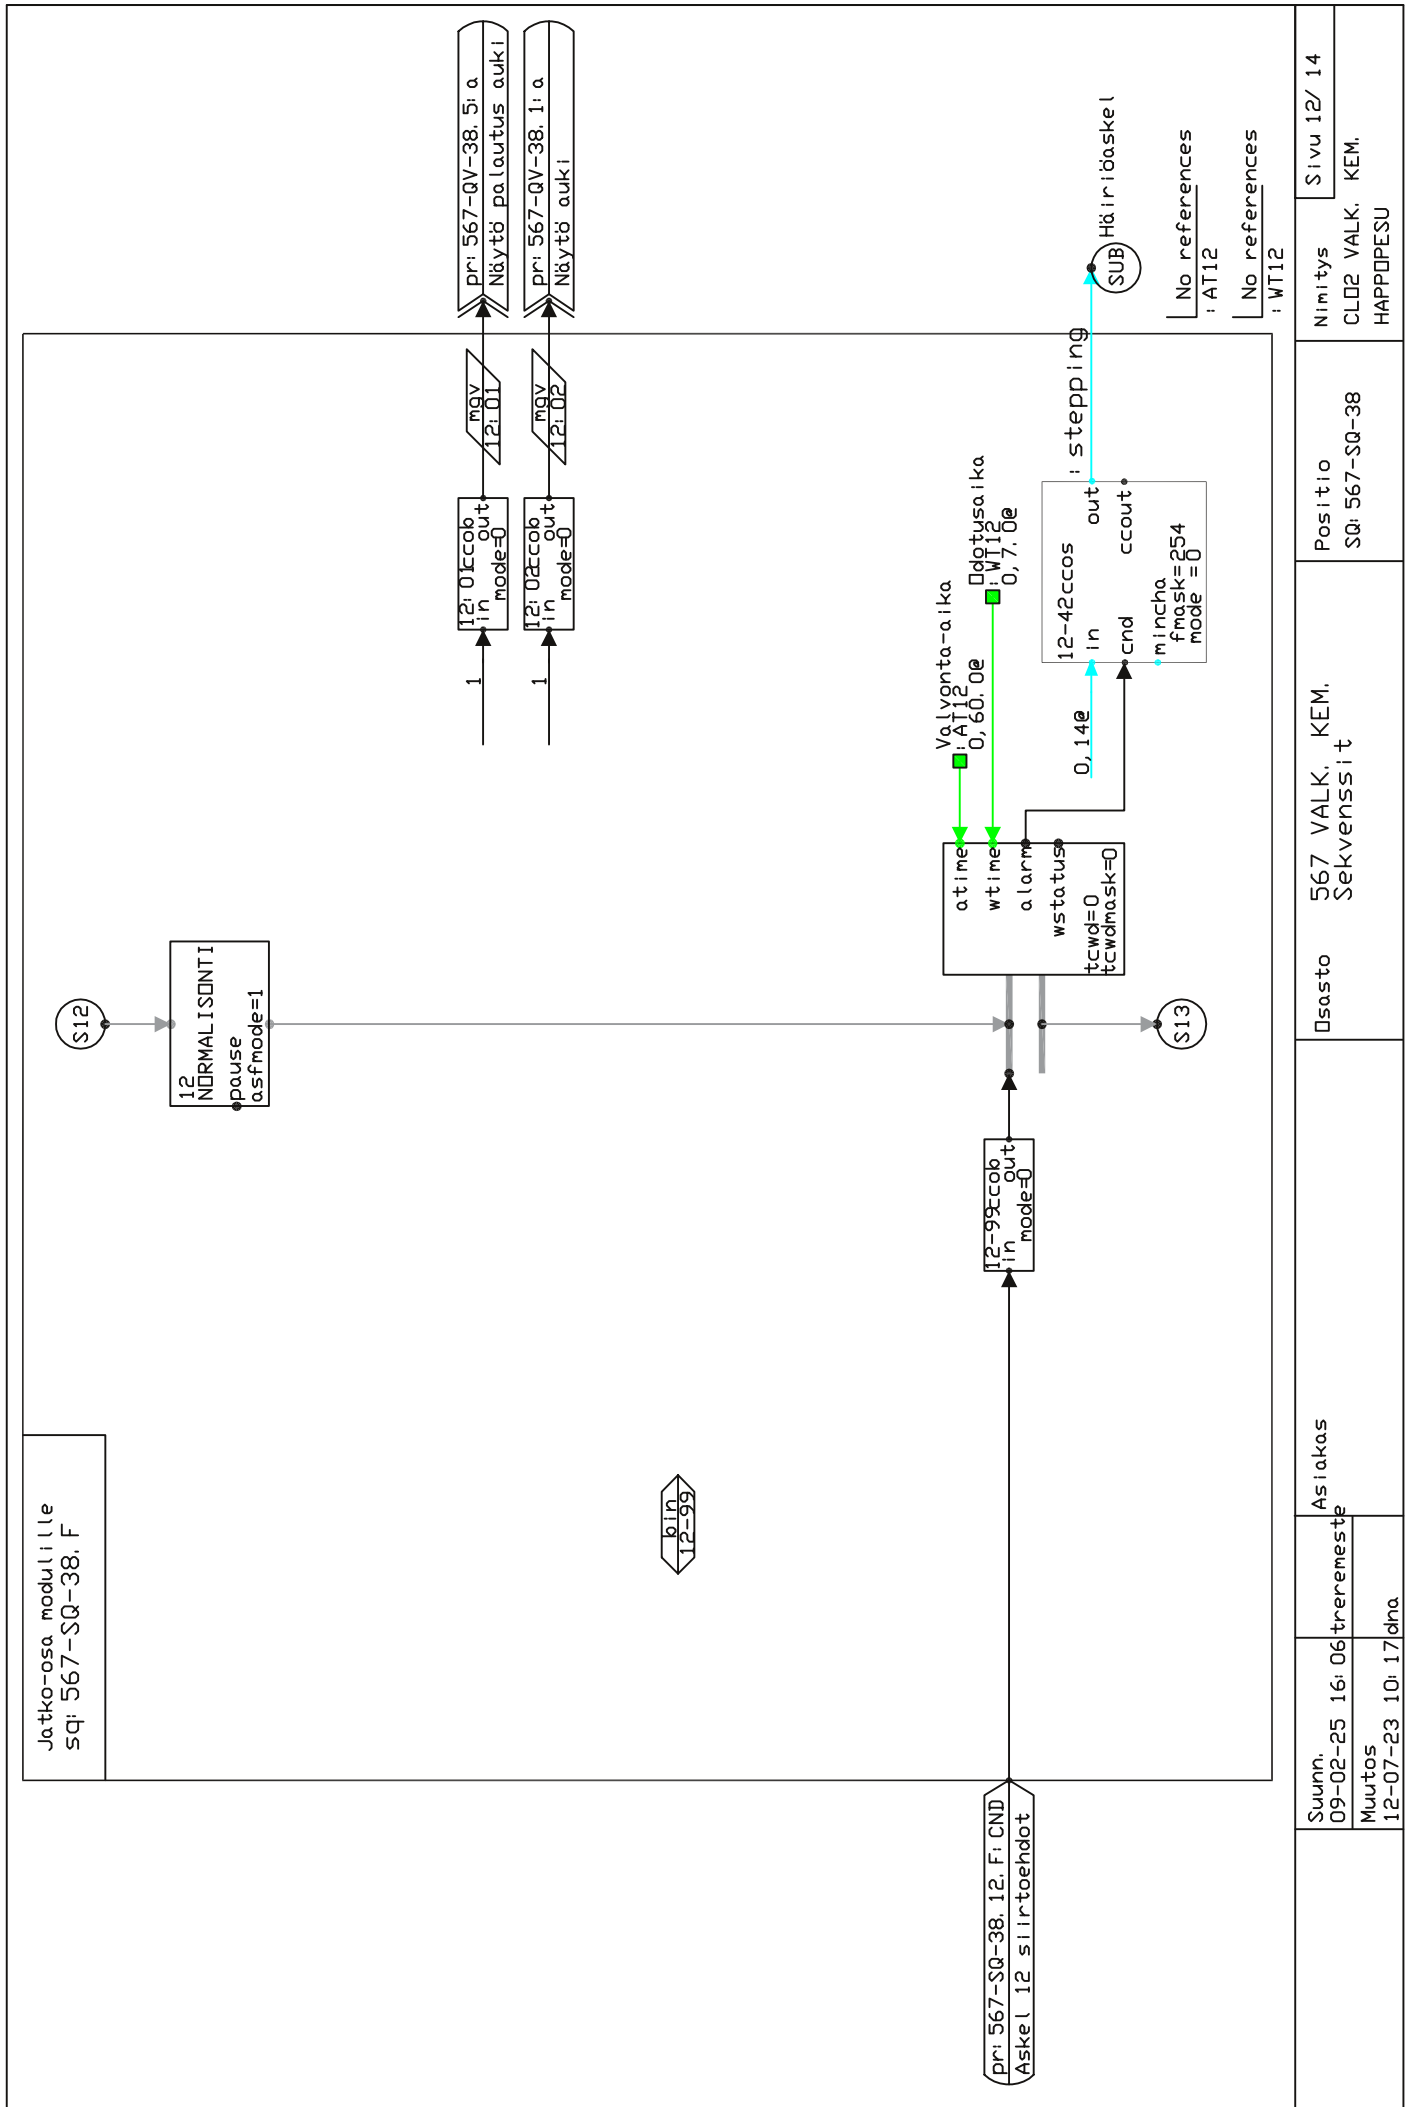 Jatko-osa modulille
sq: 567-SQ-38. F
S12
12
NORMALISOINTI
pause
asfmode=1
1
12: 01ccob
in out
mode=0
mgv
12: 01
pr: 567-QV-38. 5: a
Näytö palautus auki
1
12: 02ccob
in out
mode=0
mgv
12: 02
pr: 567-QV-38. 1: a
Näytö auki
bin
12-99
pr: 567-SQ-38. 12. F: CND
Askel 12 siirtoehdot
12-99ccob
in out
mode=0
atime
wtime
alarm
wstatus
tcwd=0
tcwdmask=0
Valvonta-aika
: AT12
0, 60. 0@
Odotusaika
: WT12
0, 7. 0@
0, 14@
12-42ccos
in out
cnd ccout
mincha
fmask=254
mode =0
: stepping
SUB
Häiriöaskel
S13
No references
: AT12
No references
: WT12
Suunn.
09-02-25 16: 06 treremeste
Muutos
12-07-23 10: 17 dna
Asiakas
Osasto
567 VALK. KEM.
Sekvenssit
Positio
SQ: 567-SQ-38
Nimitys
CLO2 VALK. KEM.
HAPPOPESU
Sivu 12/ 14